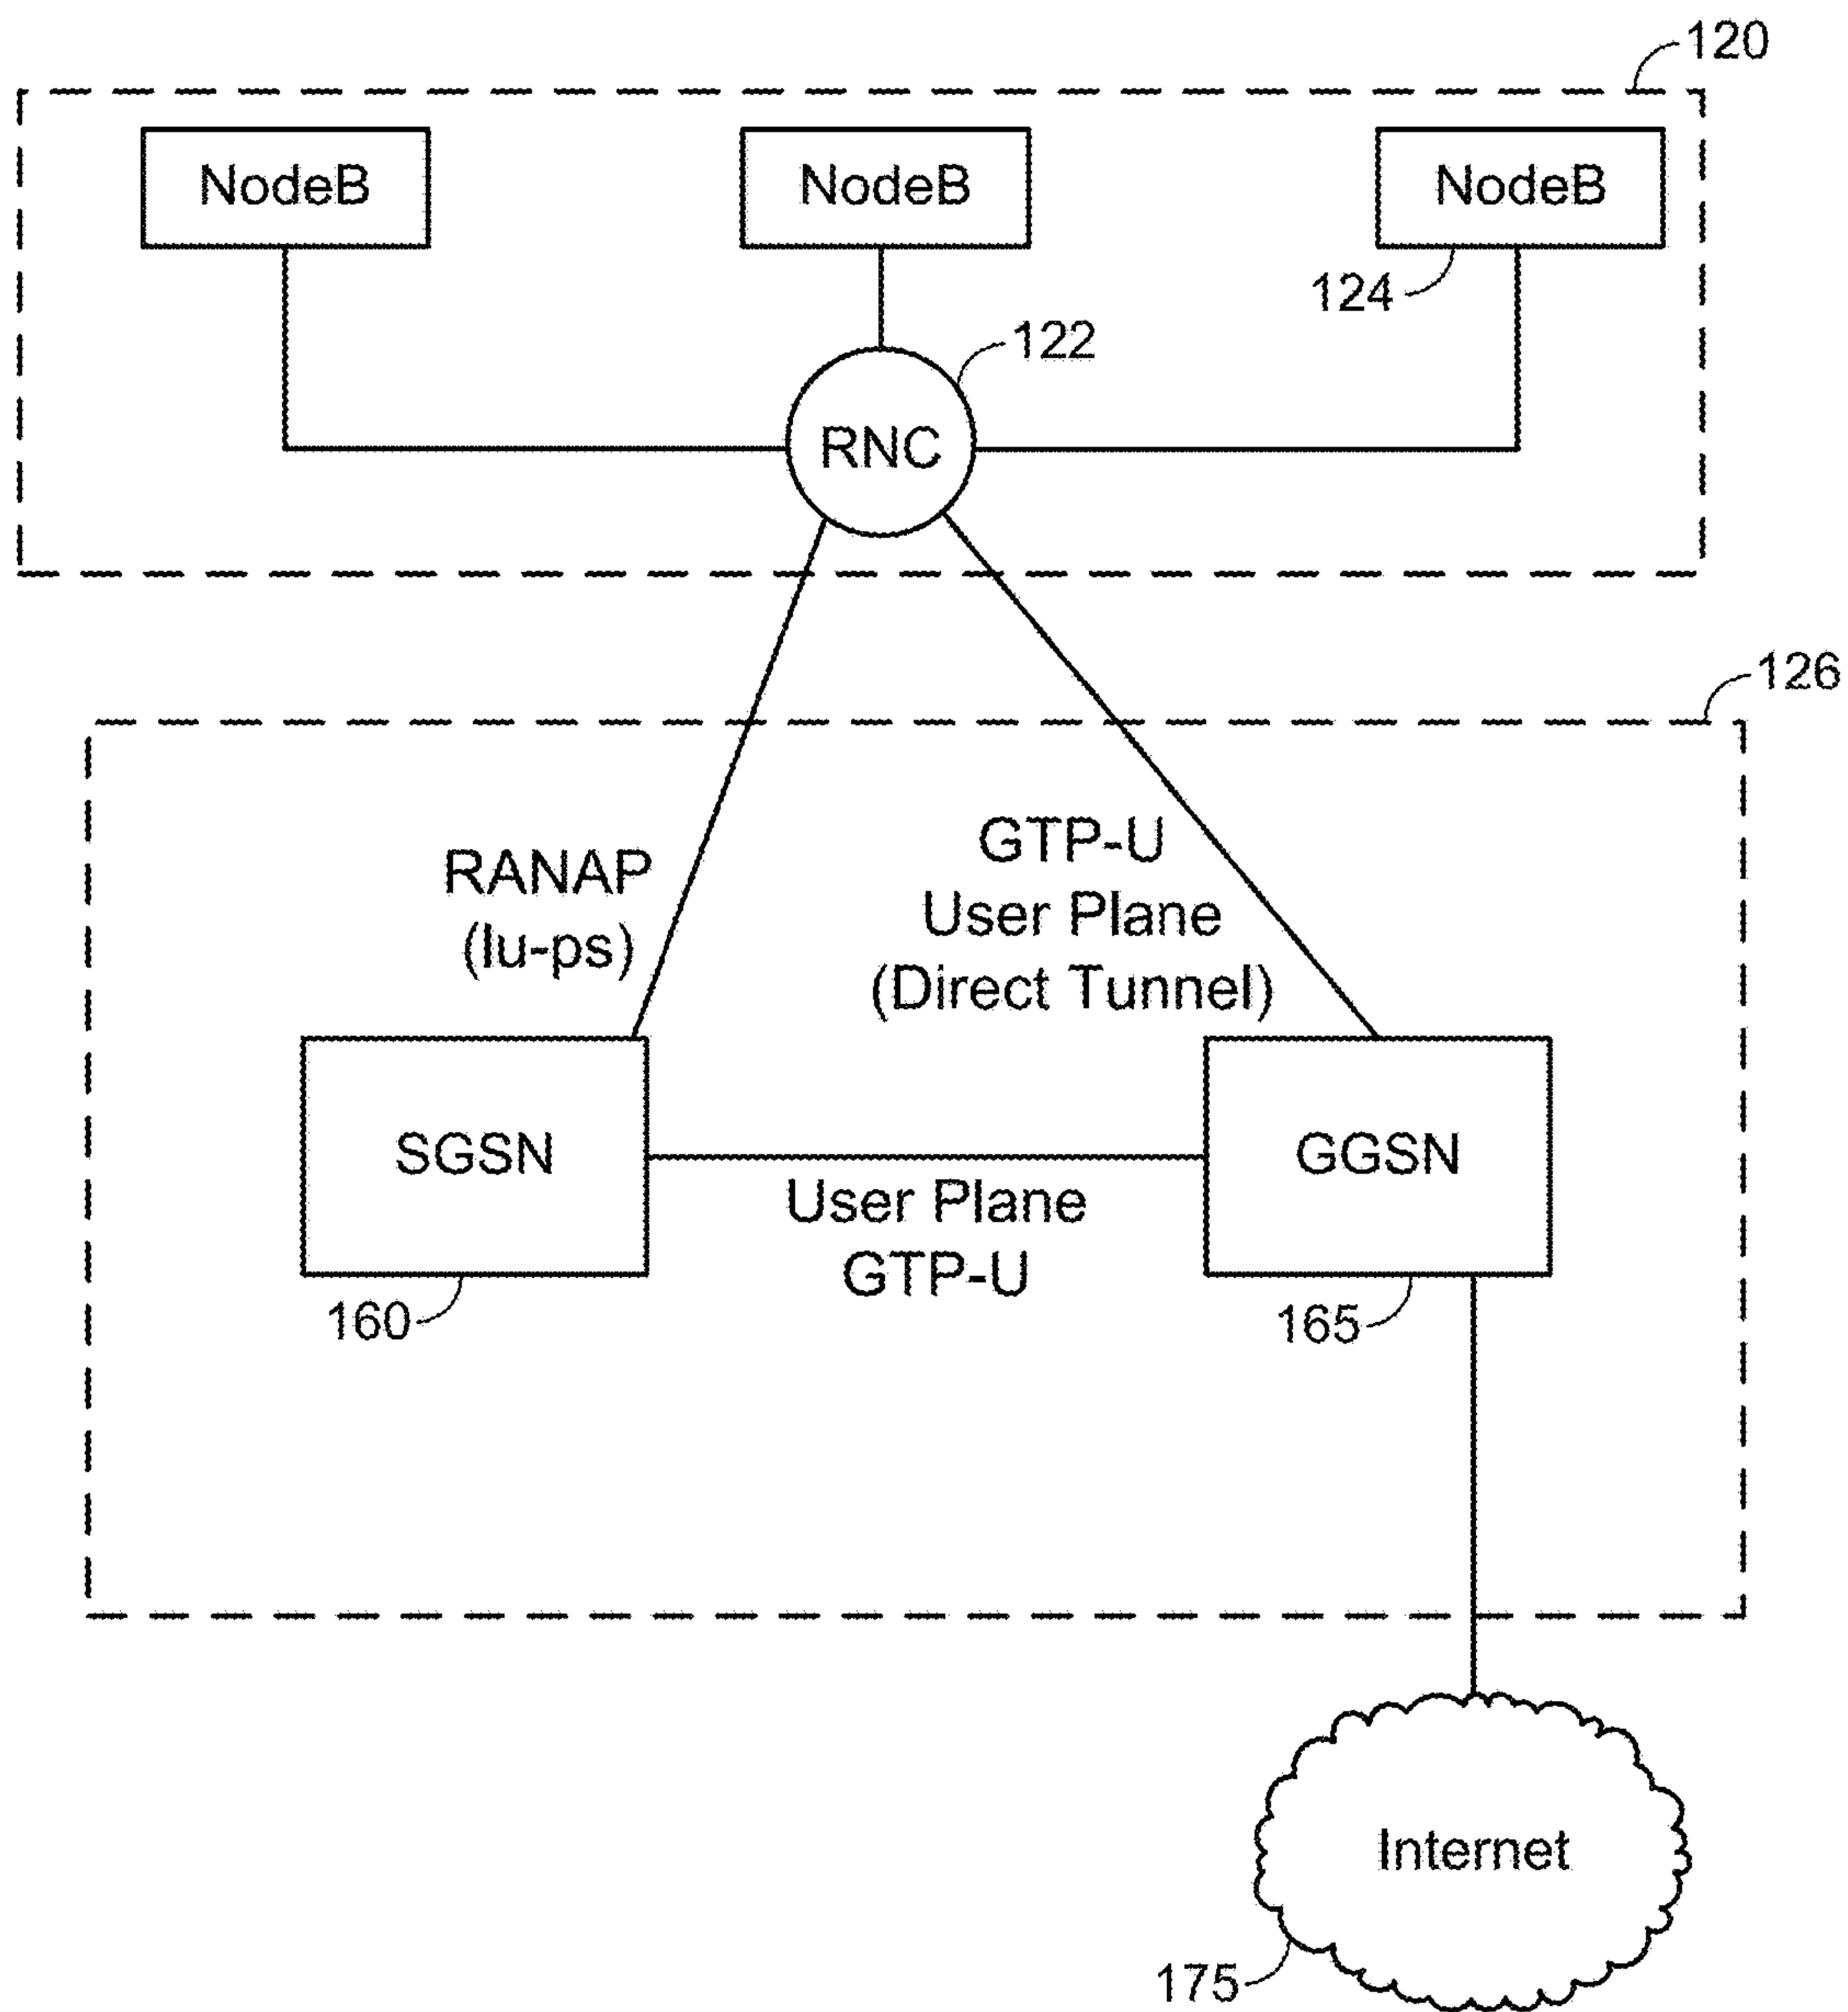 120
NodeB
NodeB
NodeB
124
122
RNC
126
RANAP
(Iu-ps)
GTP-U
User Plane
(Direct Tunnel)
SGSN
GGSN
User Plane
GTP-U
160
165
Internet
175